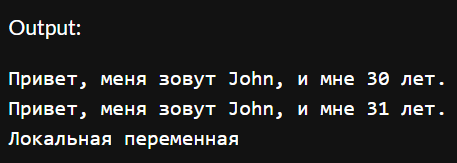 Output:
Привет, меня зовут John, и мне 30 лет.
Привет, меня зовут John, и мне 31 лет.
Локальная переменная